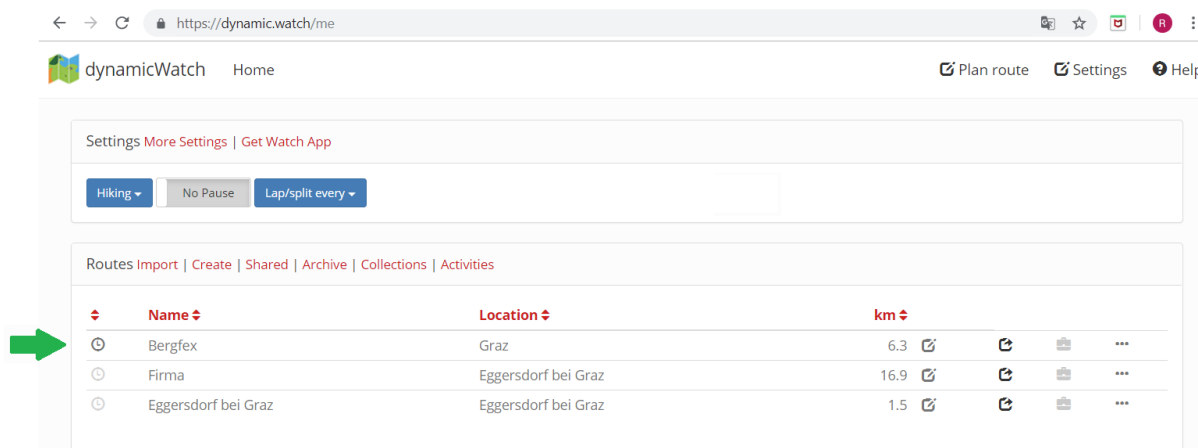 https://dynamic.watch/me
R
dynamicWatch Home Plan route Settings Help
Settings More Settings | Get Watch App
Hiking No Pause Lap/split every
Routes Import | Create | Shared | Archive | Collections | Activities
Name Location km
Bergfex Graz 6.3
Firma Eggersdorf bei Graz 16.9
Eggersdorf bei Graz Eggersdorf bei Graz 1.5